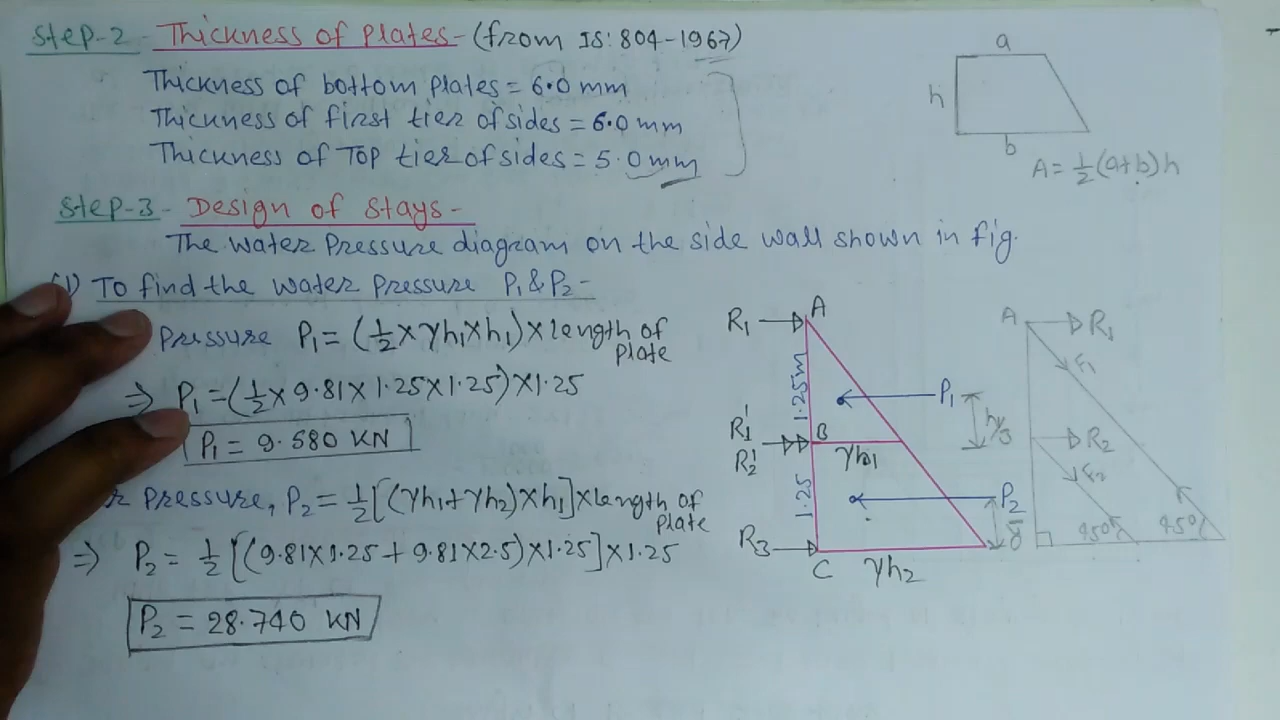 Step-2 - Thickness of Plates - (from IS: 804-1967)
Thickness of bottom plates = 6.0 mm
Thickness of first tier of sides = 6.0 mm
Thickness of Top tier of sides = 5.0 mm
a
h
b
A = ½(a+b)h
Step-3 - Design of Stays -
The water Pressure diagram on the side wall shown in fig.
(1) To find the water pressure P₁ & P₂ -
Pressure P₁ = (½ × γh₁ × h₁) × length of
plate
⇒ P₁ = (½ × 9.81 × 1.25 × 1.25) × 1.25
P₁ = 9.580 KN
r Pressure, P₂ = ½[(γh₁ + γh₂) × h₁] × length of
plate
⇒ P₂ = ½[(9.81×1.25 + 9.81×2.5) × 1.25] × 1.25
P₂ = 28.740 KN
R₁ A
1.25m
P₁
h/3
R₁'
R₂'
B
γh₁
1.25
P₂
ȳ
R₃
C γh₂
A R₁
F₁
R₂
F₂
45° 45°